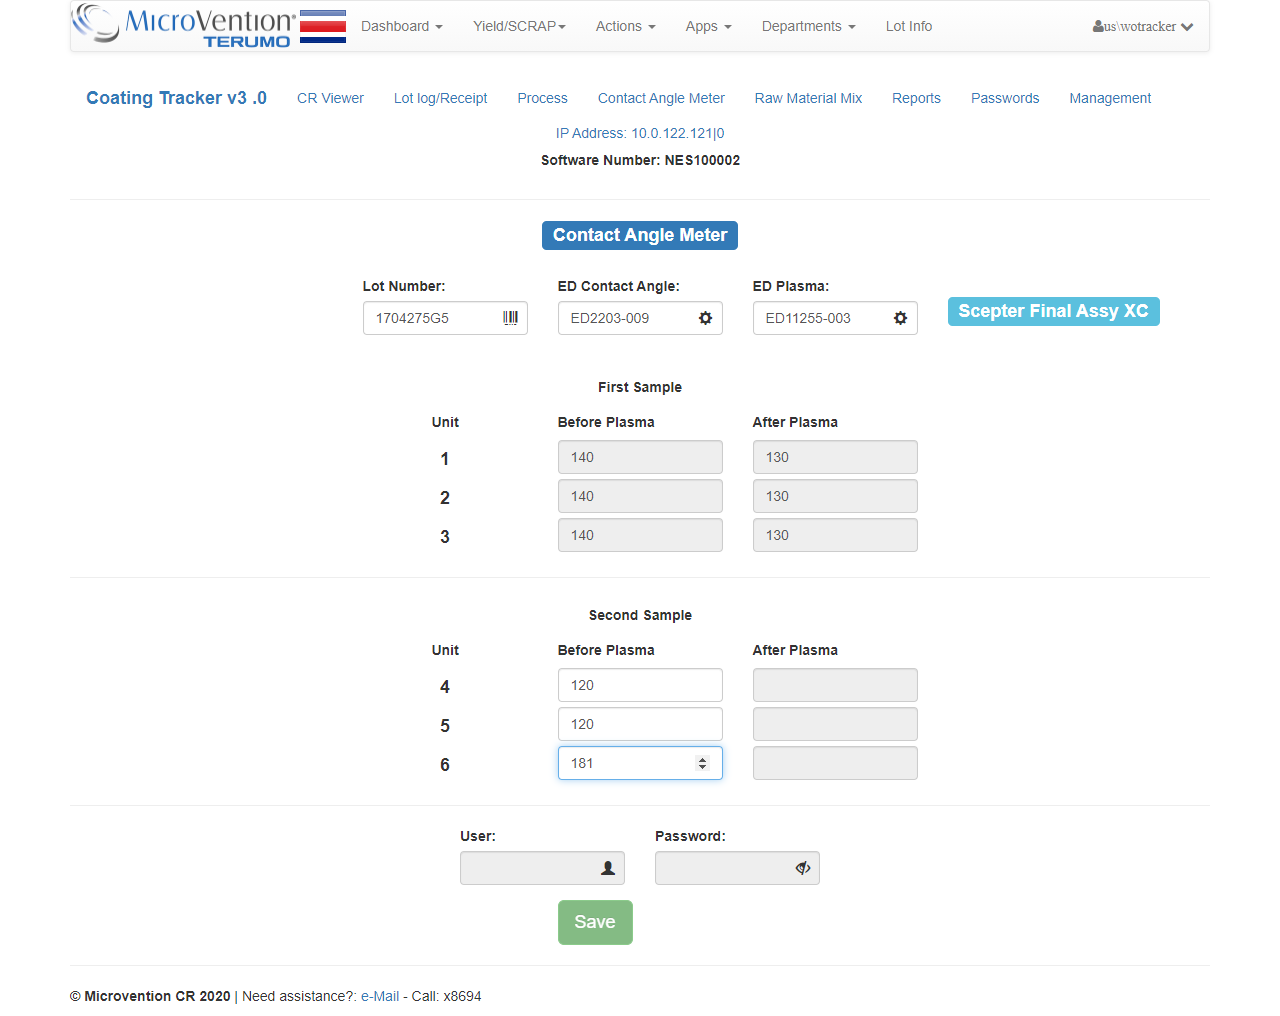 MicroVention TERUMO Dashboard Yield/SCRAP Actions Apps Departments Lot Info us\wotracker
Coating Tracker v3 .0 CR Viewer Lot log/Receipt Process Contact Angle Meter Raw Material Mix Reports Passwords Management
IP Address: 10.0.122.121|0
Software Number: NES100002
Contact Angle Meter
Lot Number: ED Contact Angle: ED Plasma:
1704275G5 ED2203-009 ED11255-003 Scepter Final Assy XC
First Sample
Unit Before Plasma After Plasma
1 140 130
2 140 130
3 140 130
Second Sample
Unit Before Plasma After Plasma
4 120
5 120
6 181
User: Password:
Save
© Microvention CR 2020 | Need assistance?: e-Mail - Call: x8694